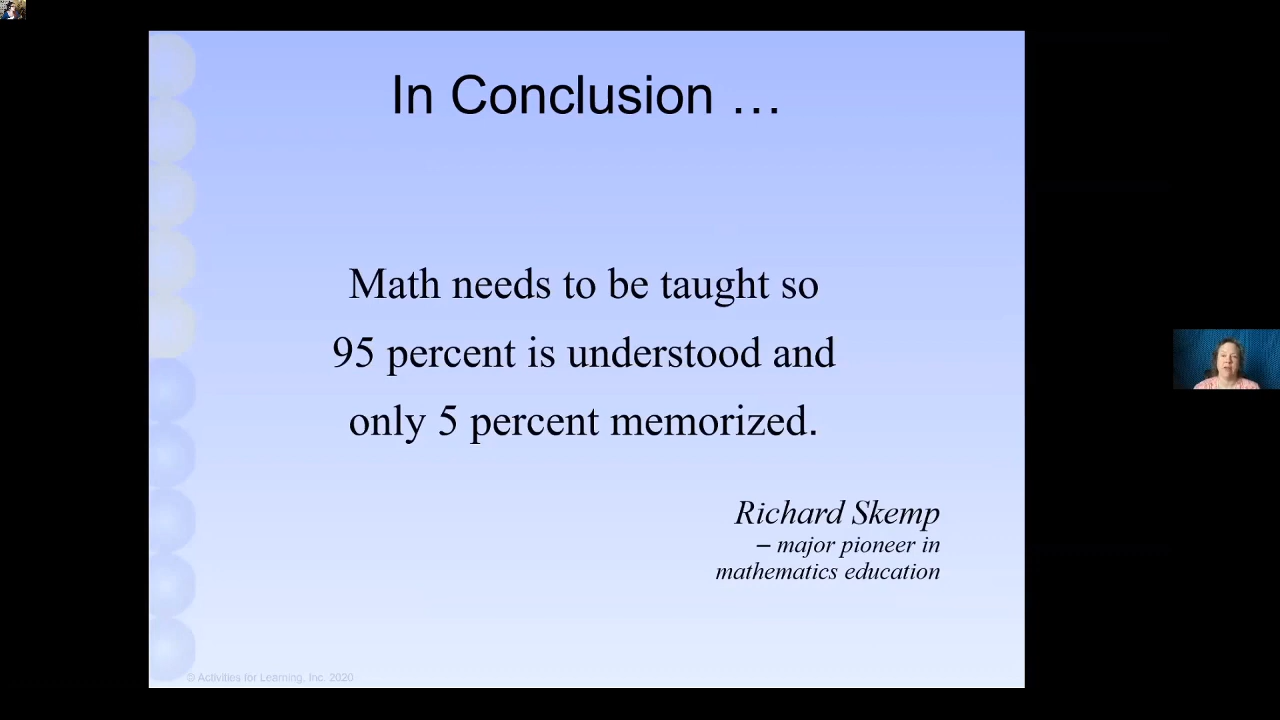 In Conclusion …
Math needs to be taught so
95 percent is understood and
only 5 percent memorized.
Richard Skemp
– major pioneer in
mathematics education
© Activities for Learning, Inc. 2020